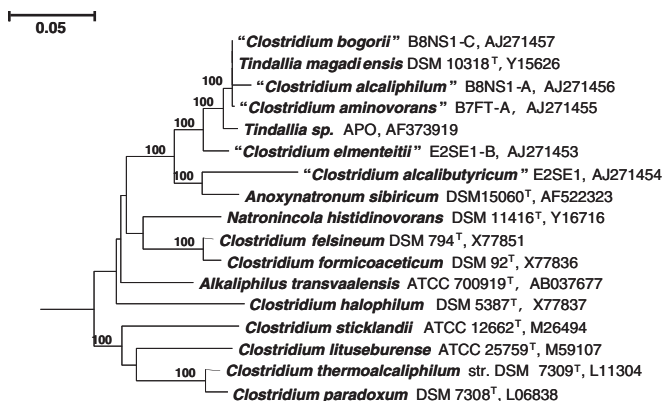 0.05
“Clostridium bogorii” B8NS1-C, AJ271457
Tindallia magadiensis DSM 10318T, Y15626
100
“Clostridium alcaliphilum” B8NS1-A, AJ271456
100
“Clostridium aminovorans” B7FT-A, AJ271455
Tindallia sp. APO, AF373919
100
100
“Clostridium elmenteitii” E2SE1-B, AJ271453
100
“Clostridium alcalibutyricum” E2SE1, AJ271454
Anoxynatronum sibiricum DSM15060T, AF522323
Natronincola histidinovorans DSM 11416T, Y16716
100
Clostridium felsineum DSM 794T, X77851
Clostridium formicoaceticum DSM 92T, X77836
Alkaliphilus transvaalensis ATCC 700919T, AB037677
Clostridium halophilum DSM 5387T, X77837
Clostridium sticklandii ATCC 12662T, M26494
100
Clostridium lituseburense ATCC 25759T, M59107
100
Clostridium thermoalcaliphilum str. DSM 7309T, L11304
Clostridium paradoxum DSM 7308T, L06838